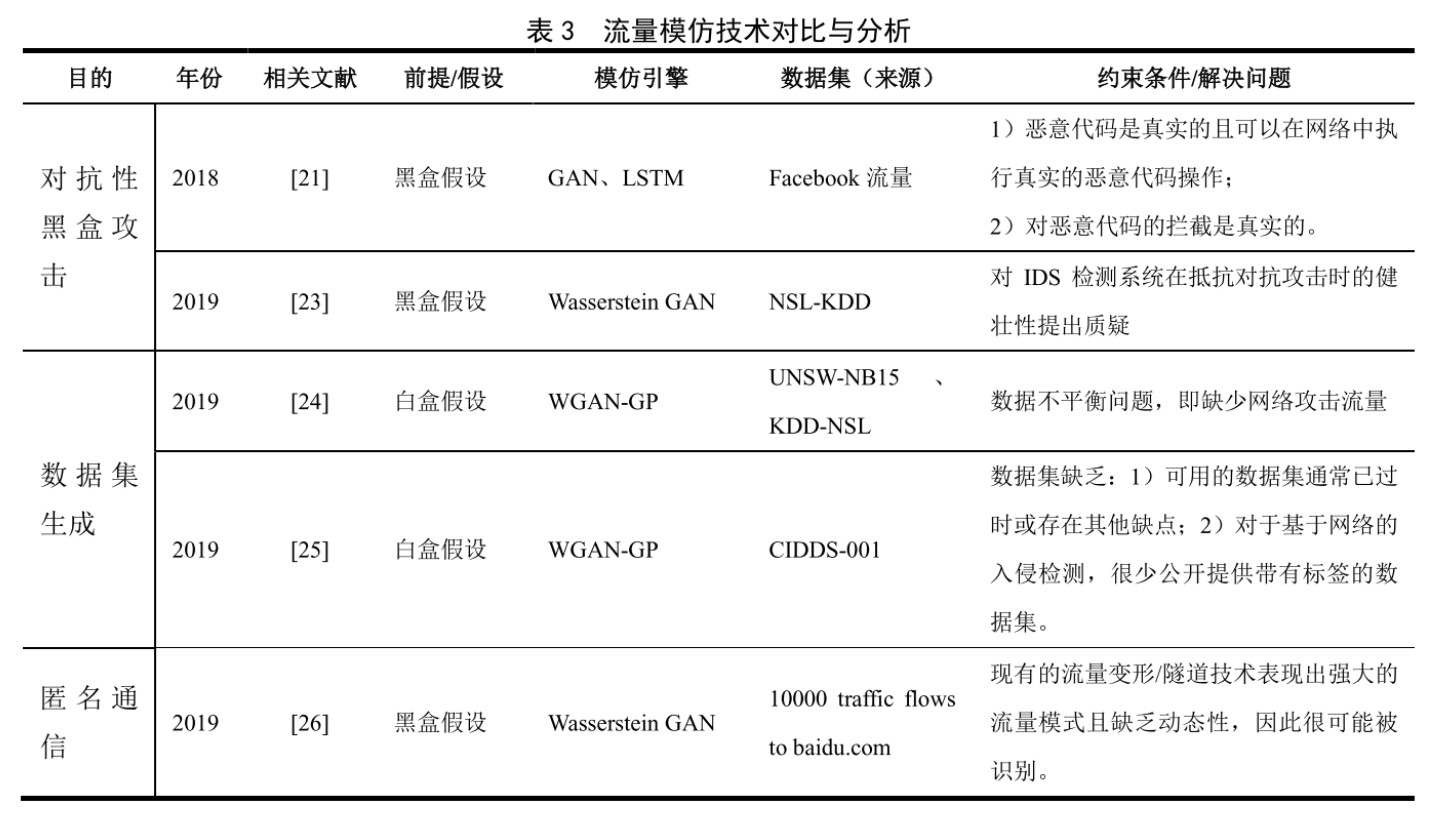 表 3 流量模仿技术对比与分析
目的 年份 相关文献 前提/假设 模仿引擎 数据集（来源） 约束条件/解决问题
对抗性
黑盒攻
击
2018 [21] 黑盒假设 GAN、LSTM Facebook 流量
1）恶意代码是真实的且可以在网络中执
行真实的恶意代码操作；
2）对恶意代码的拦截是真实的。
2019 [23] 黑盒假设 Wasserstein GAN NSL-KDD
对 IDS 检测系统在抵抗对抗攻击时的健
壮性提出质疑
数据集
生成
2019 [24] 白盒假设 WGAN-GP
UNSW-NB15 、
KDD-NSL
数据不平衡问题，即缺少网络攻击流量
2019 [25] 白盒假设 WGAN-GP CIDDS-001
数据集缺乏：1）可用的数据集通常已过
时或存在其他缺点；2）对于基于网络的
入侵检测，很少公开提供带有标签的数
据集。
匿名通
信
2019 [26] 黑盒假设 Wasserstein GAN
10000 traffic flows
to baidu.com
现有的流量变形/隧道技术表现出强大的
流量模式且缺乏动态性，因此很可能被
识别。